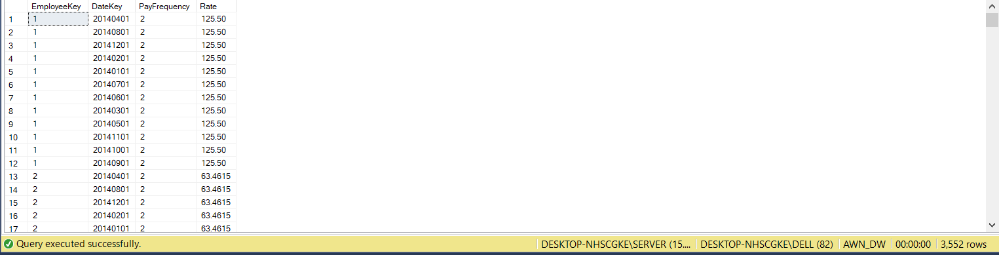 EmployeeKey DateKey PayFrequency Rate
1 1 20140401 2 125.50
2 1 20140801 2 125.50
3 1 20141201 2 125.50
4 1 20140201 2 125.50
5 1 20140101 2 125.50
6 1 20140701 2 125.50
7 1 20140601 2 125.50
8 1 20140301 2 125.50
9 1 20140501 2 125.50
10 1 20141101 2 125.50
11 1 20141001 2 125.50
12 1 20140901 2 125.50
13 2 20140401 2 63.4615
14 2 20140801 2 63.4615
15 2 20141201 2 63.4615
16 2 20140201 2 63.4615
17 2 20140101 2 63.4615
Query executed successfully. DESKTOP-NHSCGKE\SERVER (15.... DESKTOP-NHSCGKE\DELL (82) AWN_DW 00:00:00 3,552 rows